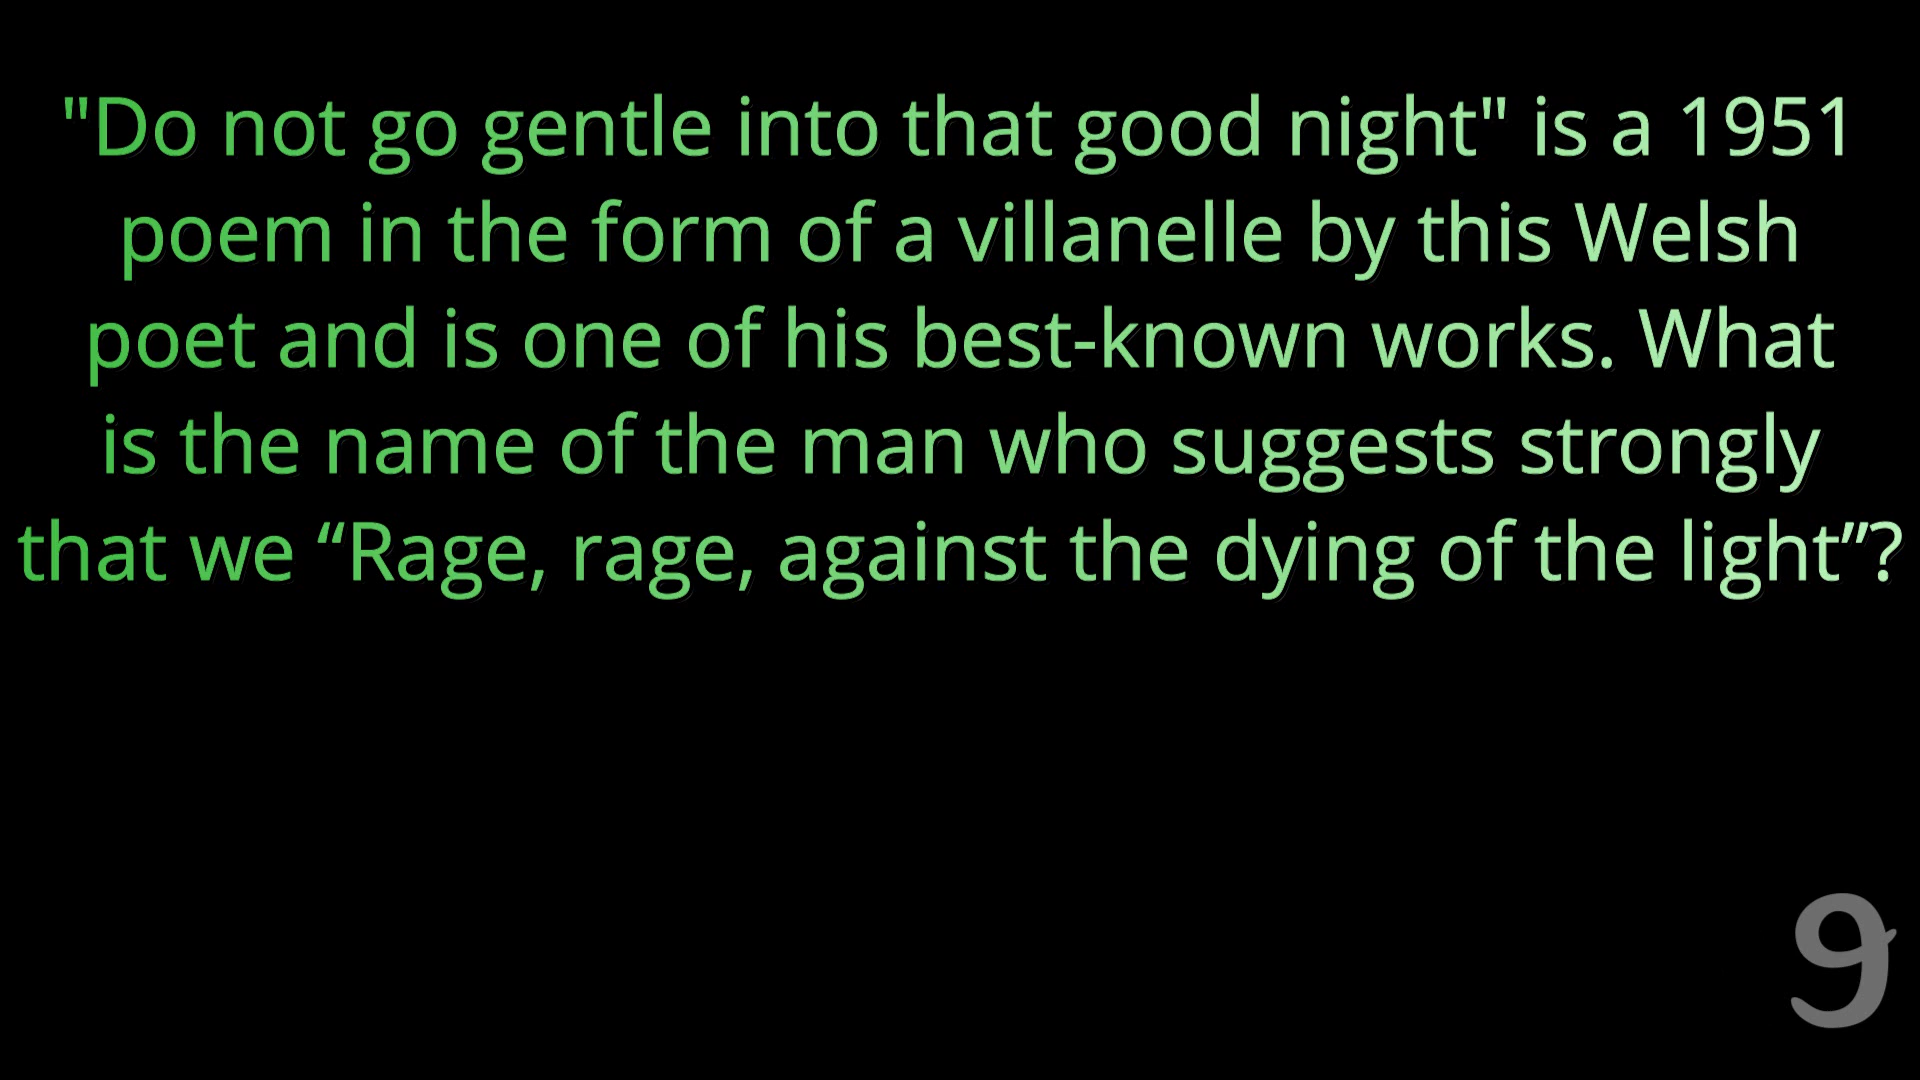 "Do not go gentle into that good night" is a 1951
poem in the form of a villanelle by this Welsh
poet and is one of his best-known works. What
is the name of the man who suggests strongly
that we “Rage, rage, against the dying of the light”?
9